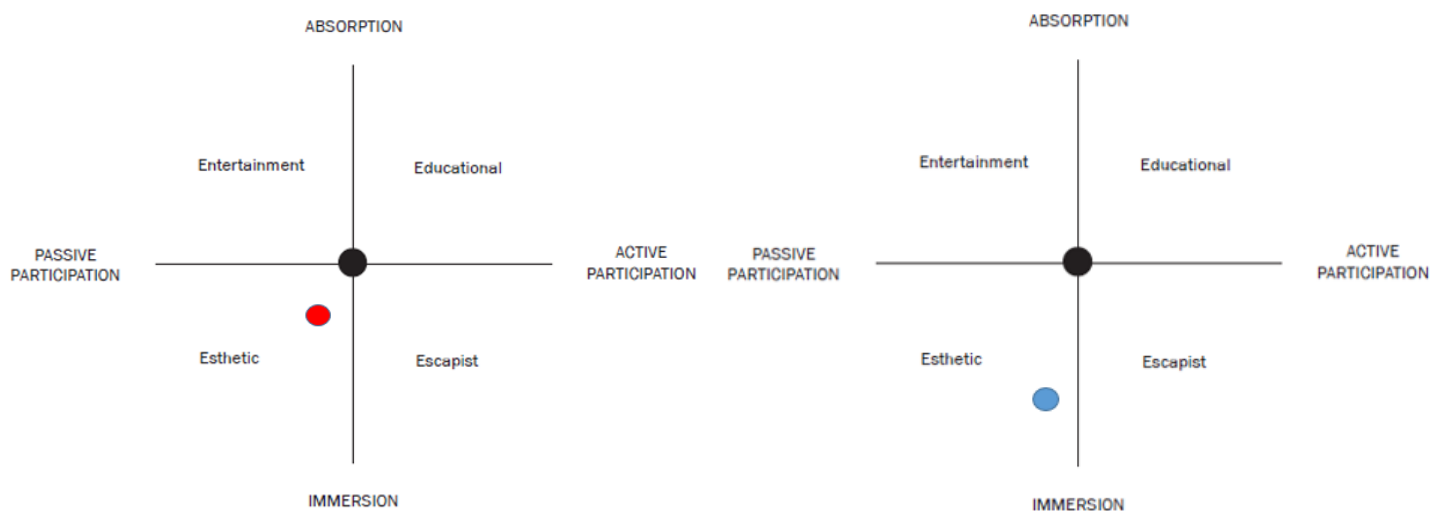 ABSORPTION
Entertainment
Educational
PASSIVE
PARTICIPATION
ACTIVE
PARTICIPATION
Esthetic
Escapist
IMMERSION
ABSORPTION
Entertainment
Educational
PASSIVE
PARTICIPATION
ACTIVE
PARTICIPATION
Esthetic
Escapist
IMMERSION